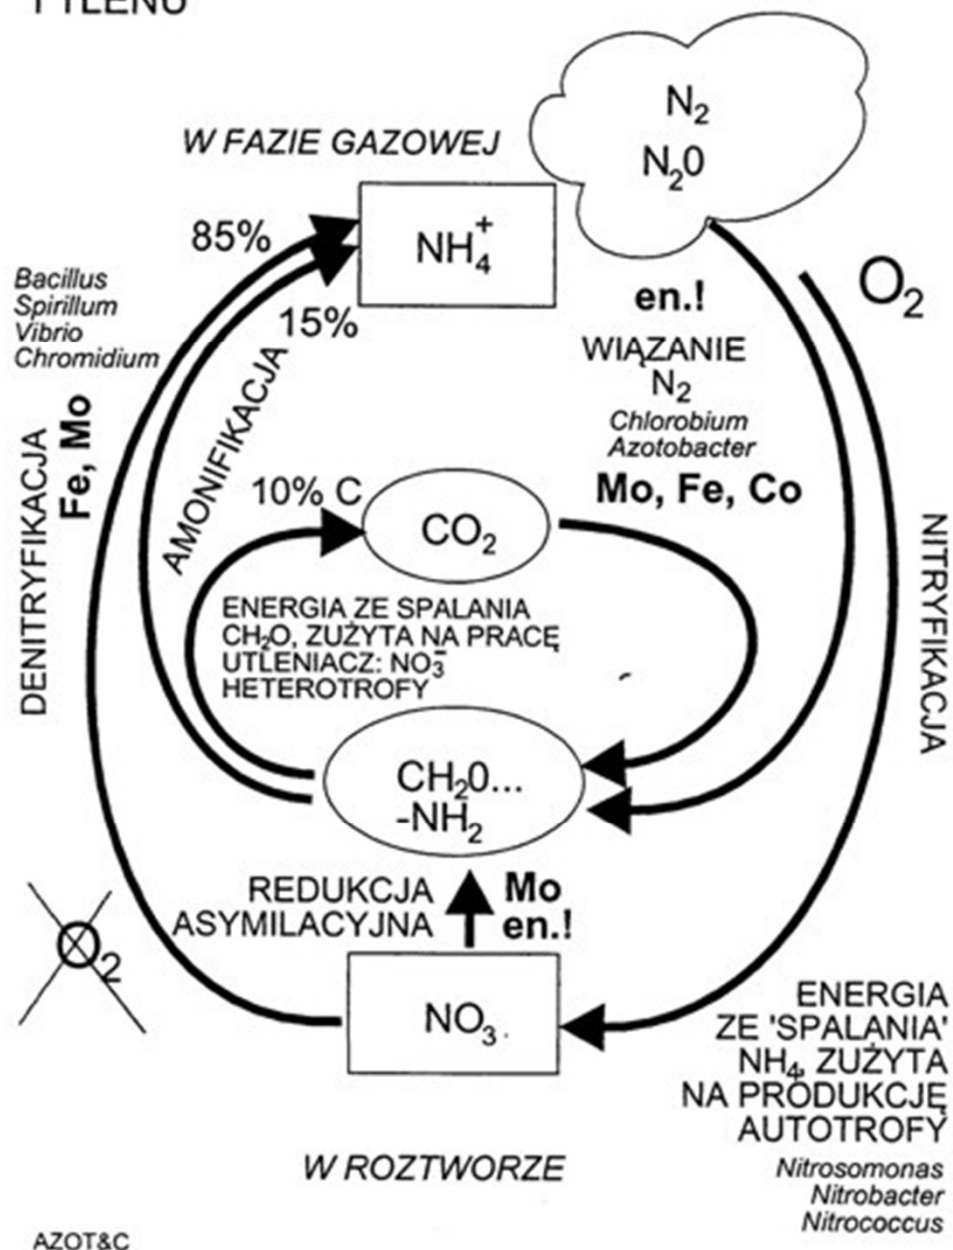 I TLENU
N2
N20
W FAZIE GAZOWEJ
85%
NH4+
O2
Bacillus
Spirillum
Vibrio
Chromidium
15%
en.!
WIĄZANIE
N2
Chlorobium
Azotobacter
Mo, Fe, Co
DENITRYFIKACJA
Fe, Mo
AMONIFIKACJA
10% C
CO2
NITRYFIKACJA
ENERGIA ZE SPALANIA
CH2O, ZUŻYTA NA PRACĘ
UTLENIACZ: NO3-
HETEROTROFY
CH20...
-NH2
REDUKCJA
ASYMILACYJNA
Mo
en.!
O2
NO3
ENERGIA
ZE 'SPALANIA'
NH4, ZUŻYTA
NA PRODUKCJĘ
AUTOTROFY
W ROZTWORZE
Nitrosomonas
Nitrobacter
Nitrococcus
AZOT&C